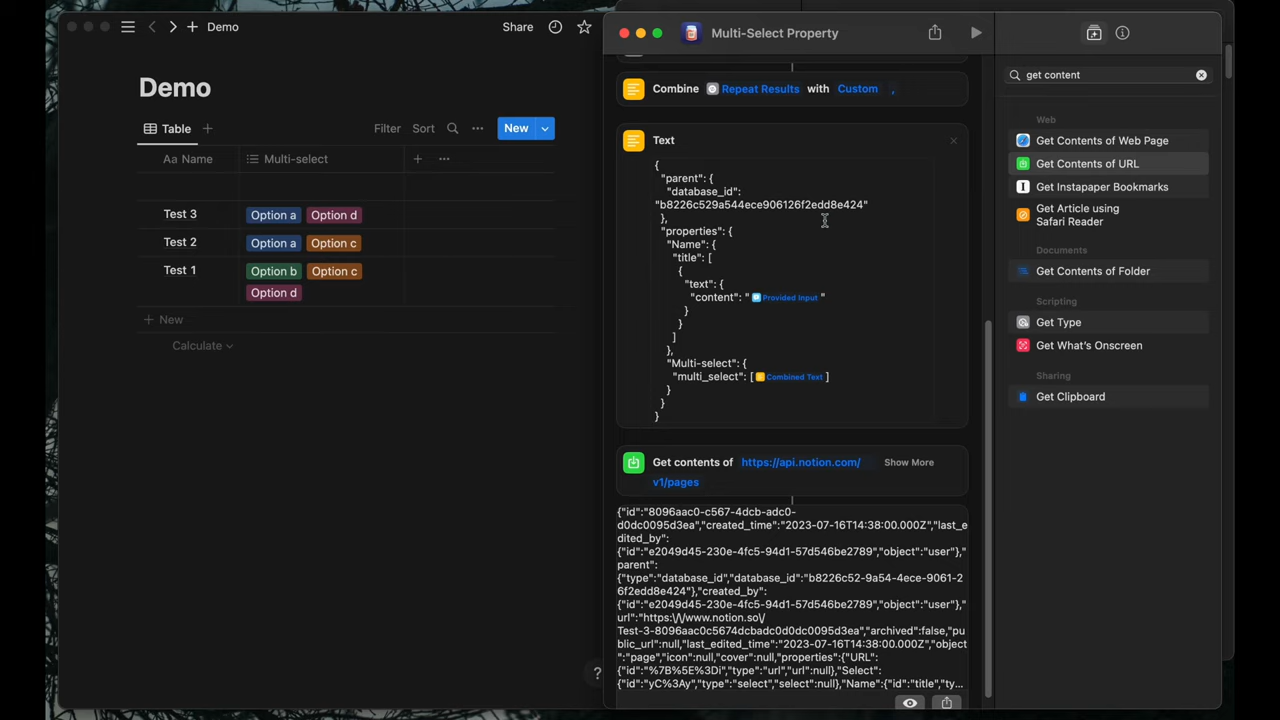 Demo
Share
Demo
Table
Filter
Sort
New
Aa Name
Multi-select
Test 3
Option a
Option d
Test 2
Option a
Option c
Test 1
Option b
Option c
Option d
+ New
Calculate
?
Multi-Select Property
Combine Repeat Results with Custom ,
Text
{
"parent": {
"database_id":
"b8226c529a544ece906126f2edd8e424"
},
"properties": {
"Name": {
"title": [
{
"text": {
"content": " Provided Input "
}
}
]
},
"Multi-select": {
"multi_select": [ Combined Text ]
}
}
}
Get contents of https://api.notion.com/
v1/pages
Show More
{"id":"8096aac0-c567-4dcb-adc0-
d0dc0095d3ea","created_time":"2023-07-16T14:38:00.000Z","last_e
dited_by":
{"id":"e2049d45-230e-4fc5-94d1-57d546be2789","object":"user"},"
parent":
{"type":"database_id","database_id":"b8226c52-9a54-4ece-9061-2
6f2edd8e424"},"created_by":
{"id":"e2049d45-230e-4fc5-94d1-57d546be2789","object":"user"},"
url":"https:\/\/www.notion.so\/
Test-3-8096aac0c5674dcbadc0d0dc0095d3ea","archived":false,"pu
blic_url":null,"last_edited_time":"2023-07-16T14:38:00.000Z","object
":"page","icon":null,"cover":null,"properties":{"URL":
{"id":"%7B%5E%3Di","type":"url","url":null},"Select":
{"id":"yC%3Ay","type":"select","select":null},"Name":{"id":"title","ty...
get content
Web
Get Contents of Web Page
Get Contents of URL
Get Instapaper Bookmarks
Get Article using
Safari Reader
Documents
Get Contents of Folder
Scripting
Get Type
Get What's Onscreen
Sharing
Get Clipboard